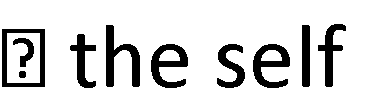 ⍰ the self